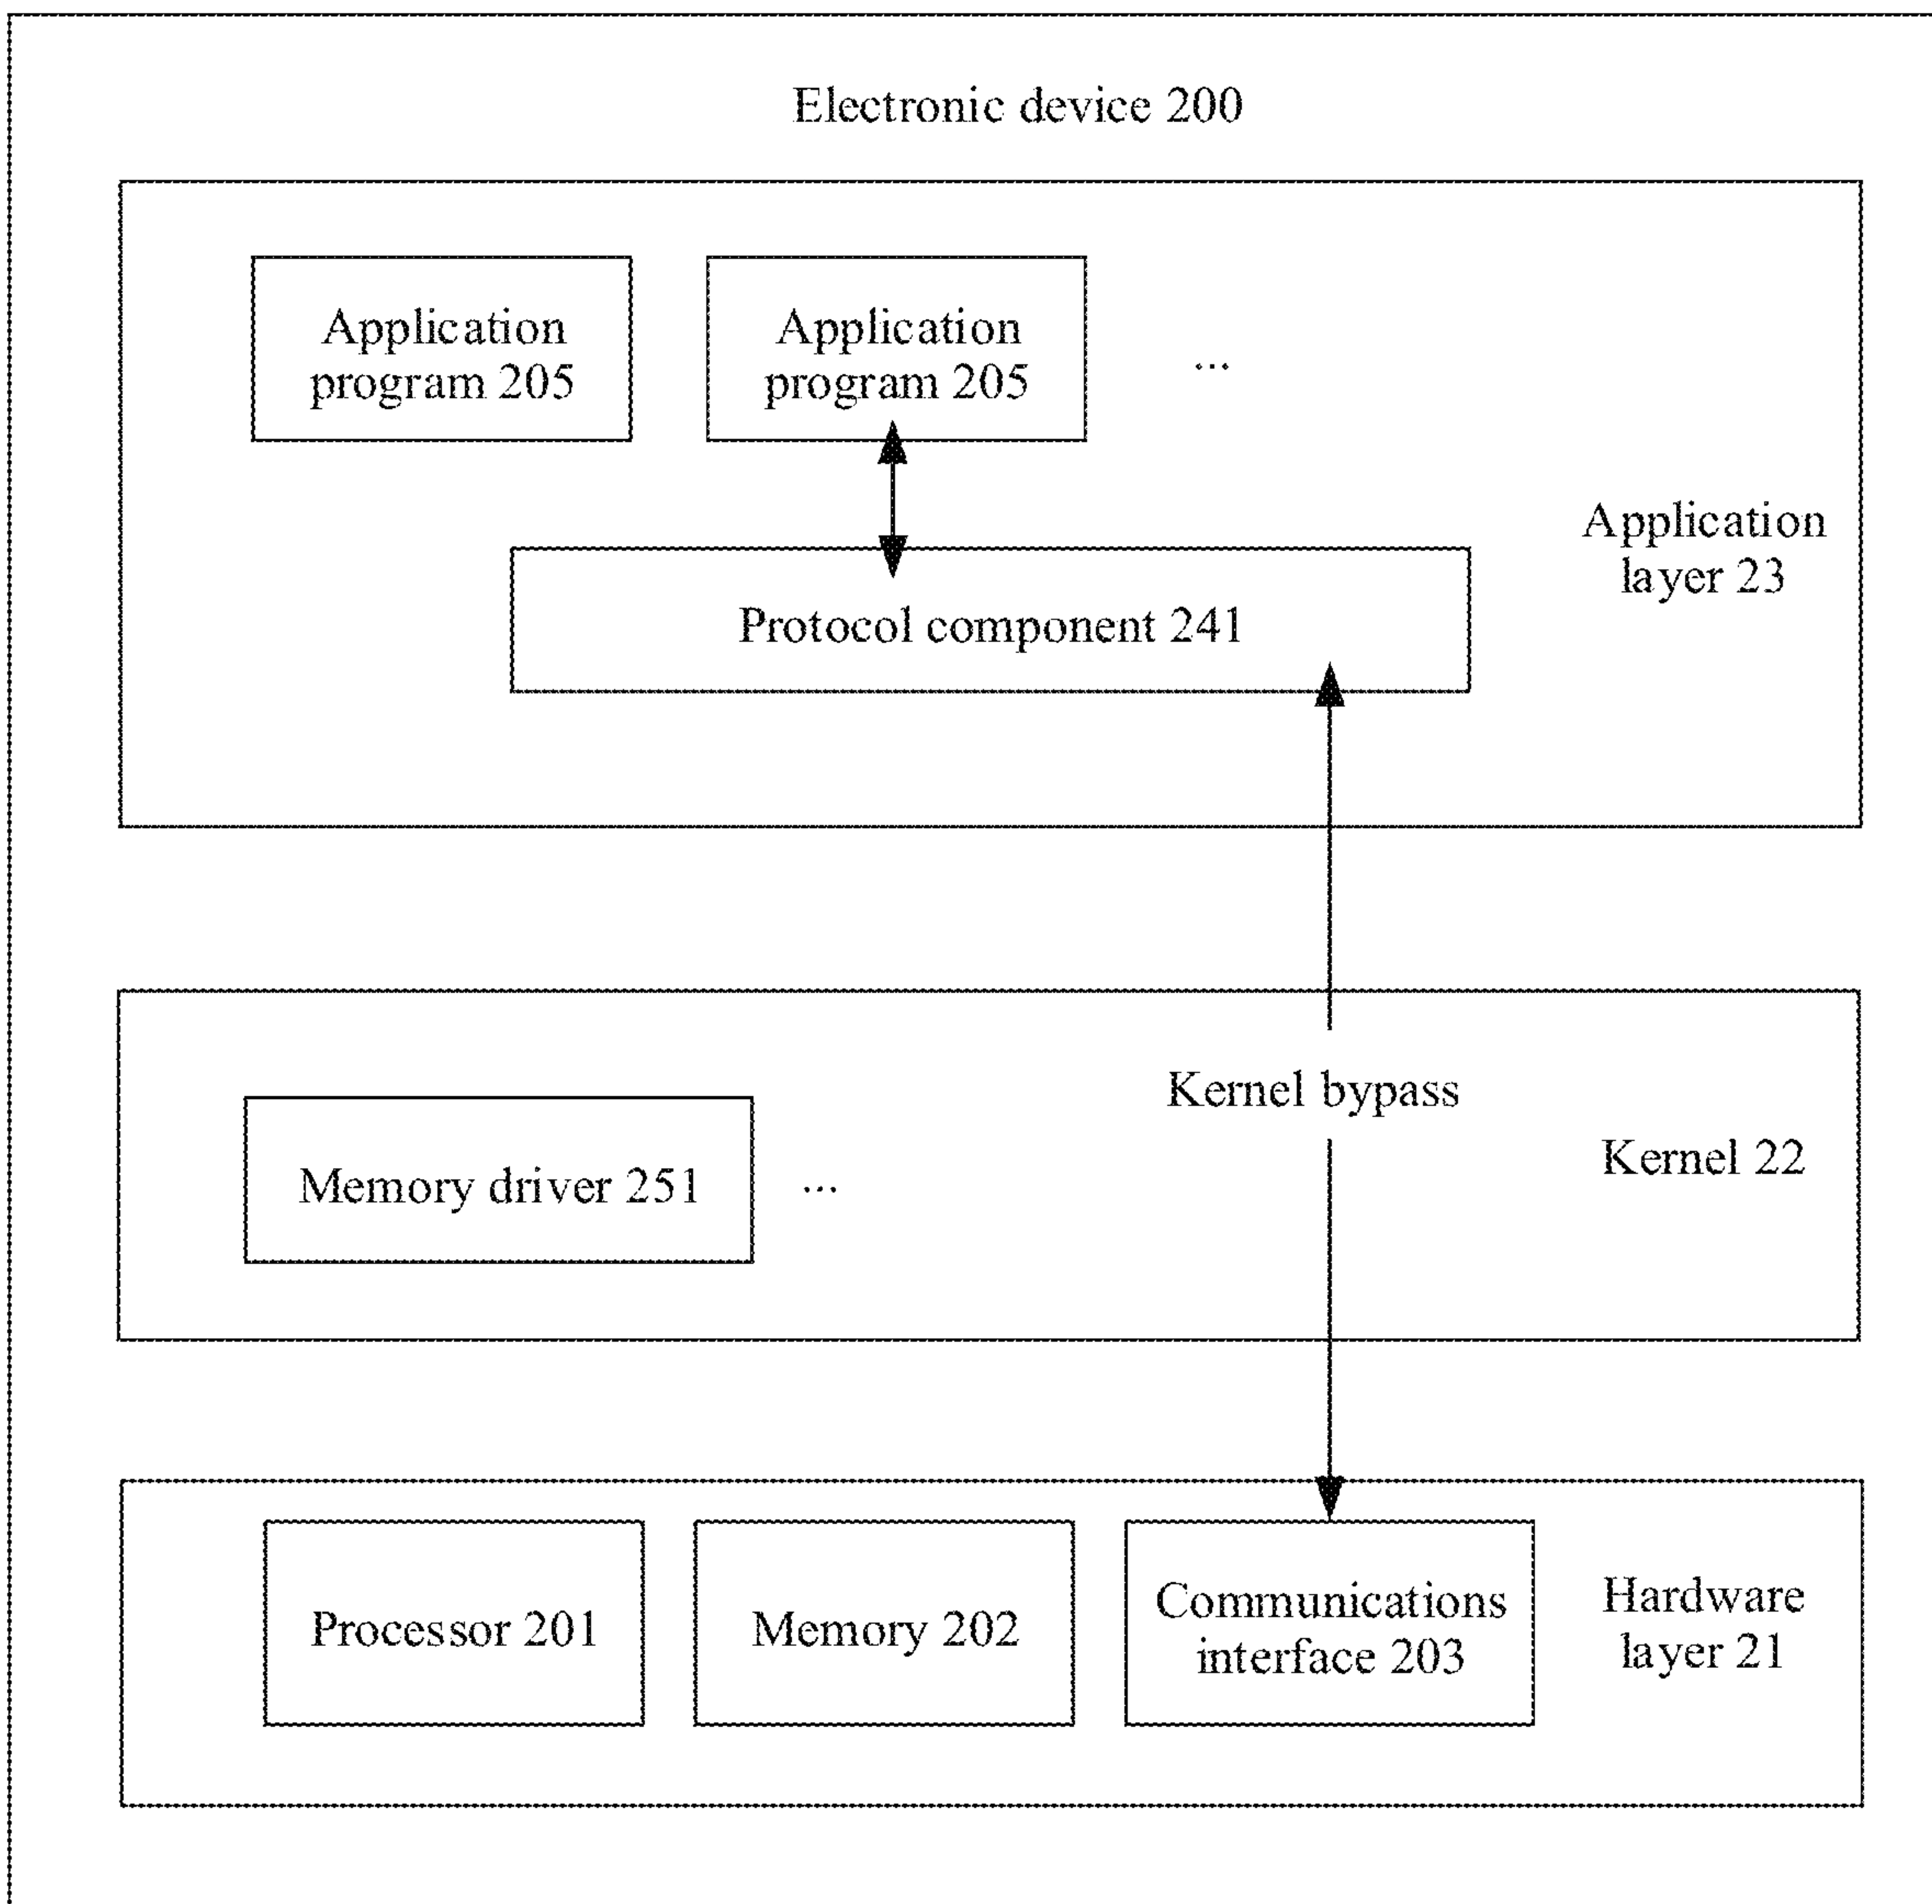 Electronic device 200
Application
program 205
Application
program 205
...
Application
layer 23
Protocol component 241
Kernel bypass
Kernel 22
Memory driver 251
...
Processor 201
Memory 202
Communications
interface 203
Hardware
layer 21